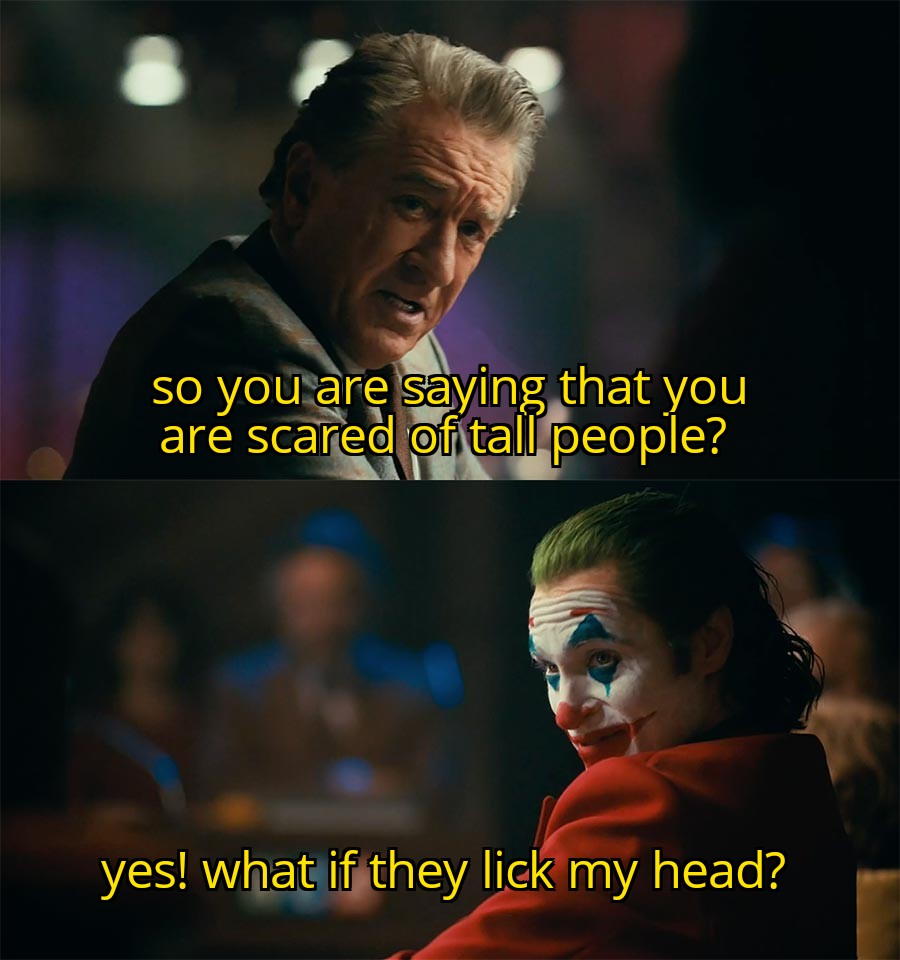 so you are saying that you
are scared of tall people?
yes! what if they lick my head?